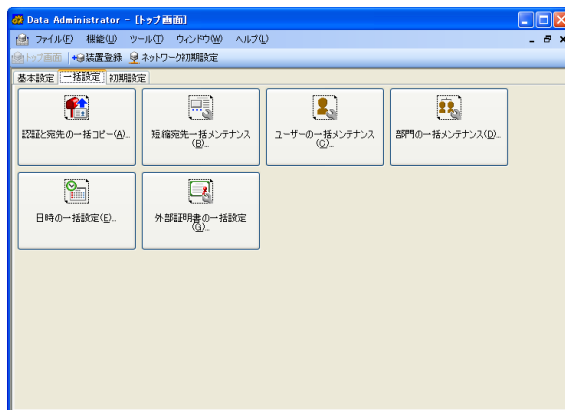 Data Administrator - [トップ画面]
ファイル(F) 機能(U) ツール(T) ウィンドウ(W) ヘルプ(L)
トップ画面 装置登録 ネットワーク初期設定
基本設定 一括設定 初期設定
認証と宛先の一括コピー(A)...
短縮宛先一括メンテナンス
(B)...
ユーザーの一括メンテナンス
(C)...
部門の一括メンテナンス(D)...
日時の一括設定(E)...
外部証明書の一括設定
(G)...